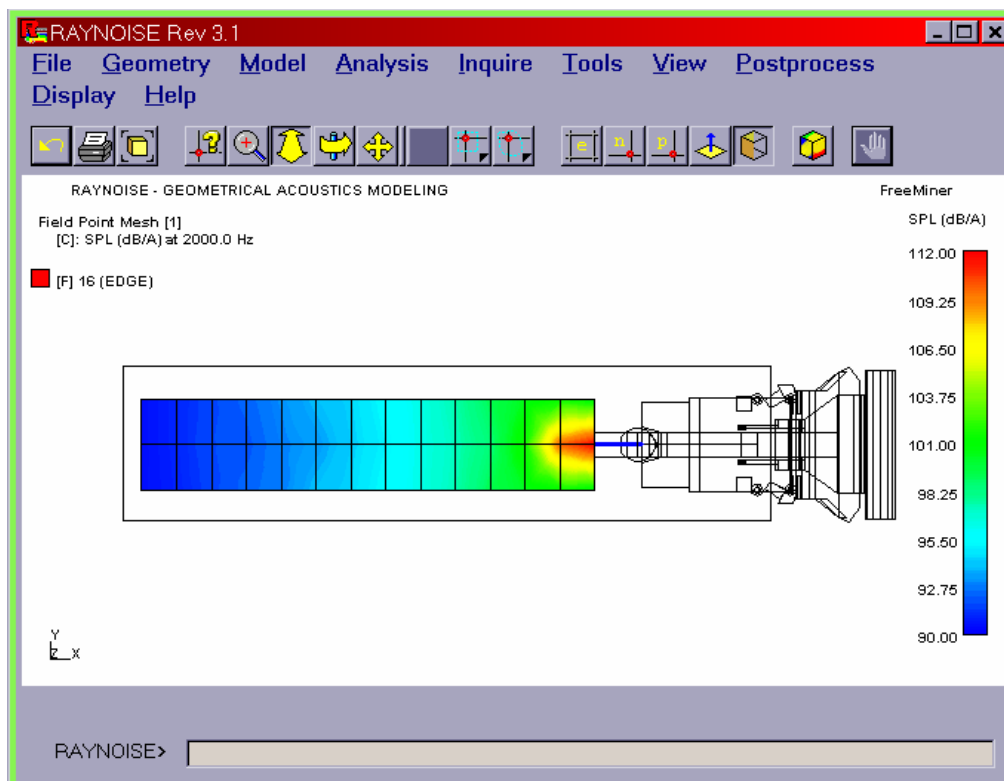 RAYNOISE Rev 3.1
File Geometry Model Analysis Inquire Tools View Postprocess
Display Help
? e n p
RAYNOISE - GEOMETRICAL ACOUSTICS MODELING
FreeMiner
Field Point Mesh [1]
[C]: SPL (dB/A) at 2000.0 Hz
SPL (dB/A)
[F] 16 (EDGE)
112.00
109.25
106.50
103.75
101.00
98.25
95.50
92.75
90.00
Y
Z X
RAYNOISE>